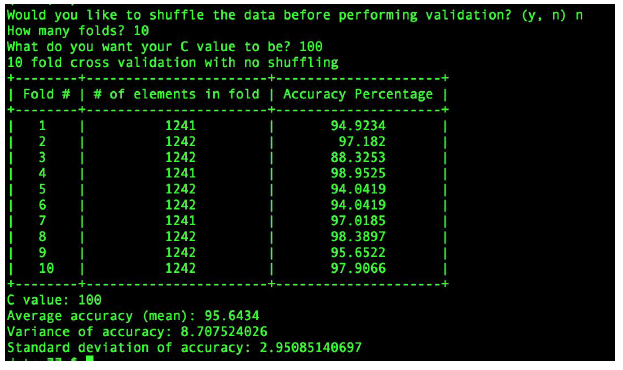 Would you like to shuffle the data before performing validation? (y, n) n
How many folds? 10
What do you want your C value to be? 100
10 fold cross validation with no shuffling
+--------+-----------------------+---------------------+
| Fold # | # of elements in fold | Accuracy Percentage |
+--------+-----------------------+---------------------+
|   1    |         1241          |       94.9234       |
|   2    |         1242          |        97.182       |
|   3    |         1242          |       88.3253       |
|   4    |         1241          |       98.9525       |
|   5    |         1242          |       94.0419       |
|   6    |         1242          |       94.0419       |
|   7    |         1241          |       97.0185       |
|   8    |         1242          |       98.3897       |
|   9    |         1242          |       95.6522       |
|   10   |         1242          |       97.9066       |
+--------+-----------------------+---------------------+
C value: 100
Average accuracy (mean): 95.6434
Variance of accuracy: 8.707524026
Standard deviation of accuracy: 2.95085140697